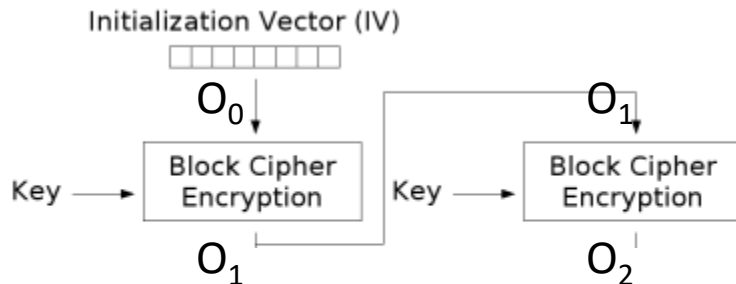 Initialization Vector (IV)
O₀ O₁
Key Block Cipher Encryption Key Block Cipher Encryption
O₁ O₂